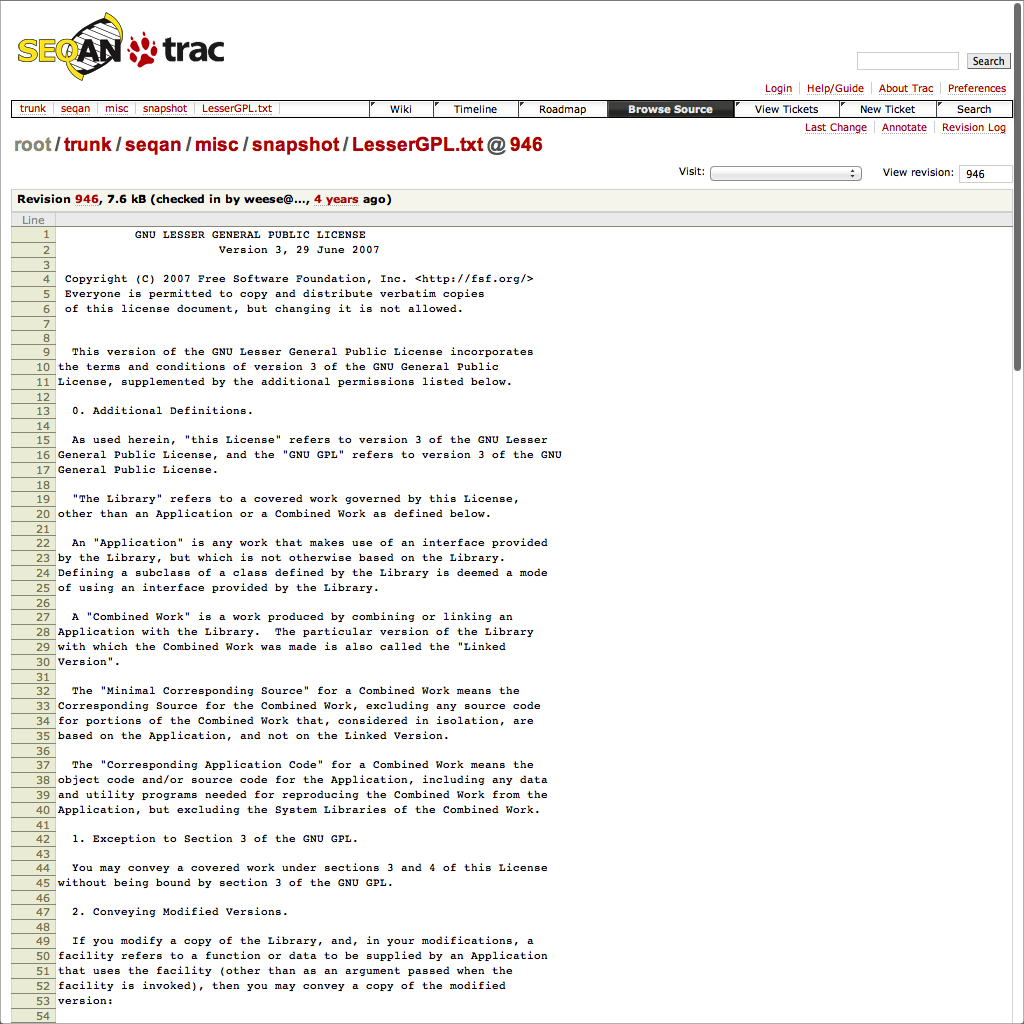 SEQAN trac
Search
Login Help/Guide About Trac Preferences
trunk seqan misc snapshot LesserGPL.txt Wiki Timeline Roadmap Browse Source View Tickets New Ticket Search
Last Change Annotate Revision Log
root/trunk/seqan/misc/snapshot/LesserGPL.txt @ 946
Visit: View revision: 946
Revision 946, 7.6 kB (checked in by weese@..., 4 years ago)
Line
1 GNU LESSER GENERAL PUBLIC LICENSE
2 Version 3, 29 June 2007
3
4 Copyright (C) 2007 Free Software Foundation, Inc. <http://fsf.org/>
5 Everyone is permitted to copy and distribute verbatim copies
6 of this license document, but changing it is not allowed.
7
8
9 This version of the GNU Lesser General Public License incorporates
10 the terms and conditions of version 3 of the GNU General Public
11 License, supplemented by the additional permissions listed below.
12
13 0. Additional Definitions.
14
15 As used herein, "this License" refers to version 3 of the GNU Lesser
16 General Public License, and the "GNU GPL" refers to version 3 of the GNU
17 General Public License.
18
19 "The Library" refers to a covered work governed by this License,
20 other than an Application or a Combined Work as defined below.
21
22 An "Application" is any work that makes use of an interface provided
23 by the Library, but which is not otherwise based on the Library.
24 Defining a subclass of a class defined by the Library is deemed a mode
25 of using an interface provided by the Library.
26
27 A "Combined Work" is a work produced by combining or linking an
28 Application with the Library.  The particular version of the Library
29 with which the Combined Work was made is also called the "Linked
30 Version".
31
32 The "Minimal Corresponding Source" for a Combined Work means the
33 Corresponding Source for the Combined Work, excluding any source code
34 for portions of the Combined Work that, considered in isolation, are
35 based on the Application, and not on the Linked Version.
36
37 The "Corresponding Application Code" for a Combined Work means the
38 object code and/or source code for the Application, including any data
39 and utility programs needed for reproducing the Combined Work from the
40 Application, but excluding the System Libraries of the Combined Work.
41
42 1. Exception to Section 3 of the GNU GPL.
43
44 You may convey a covered work under sections 3 and 4 of this License
45 without being bound by section 3 of the GNU GPL.
46
47 2. Conveying Modified Versions.
48
49 If you modify a copy of the Library, and, in your modifications, a
50 facility refers to a function or data to be supplied by an Application
51 that uses the facility (other than as an argument passed when the
52 facility is invoked), then you may convey a copy of the modified
53 version:
54